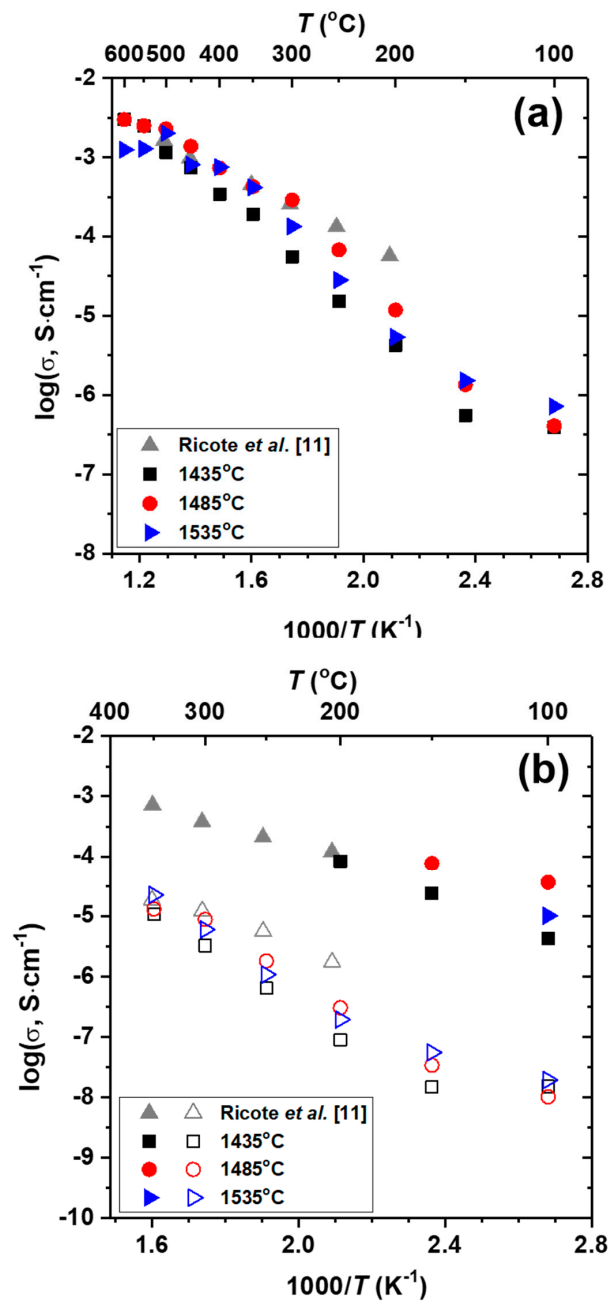 T (°C)
600 500 400 300 200 100
(a)
-2
-3
-4
-5
-6
-7
-8
log(σ, S·cm⁻¹)
Ricote et al. [11]
1435°C
1485°C
1535°C
1.2 1.6 2.0 2.4 2.8
1000/T (K⁻¹)
T (°C)
400 300 200 100
(b)
-2
-3
-4
-5
-6
-7
-8
-9
-10
log(σ, S·cm⁻¹)
Ricote et al. [11]
1435°C
1485°C
1535°C
1.6 2.0 2.4 2.8
1000/T (K⁻¹)